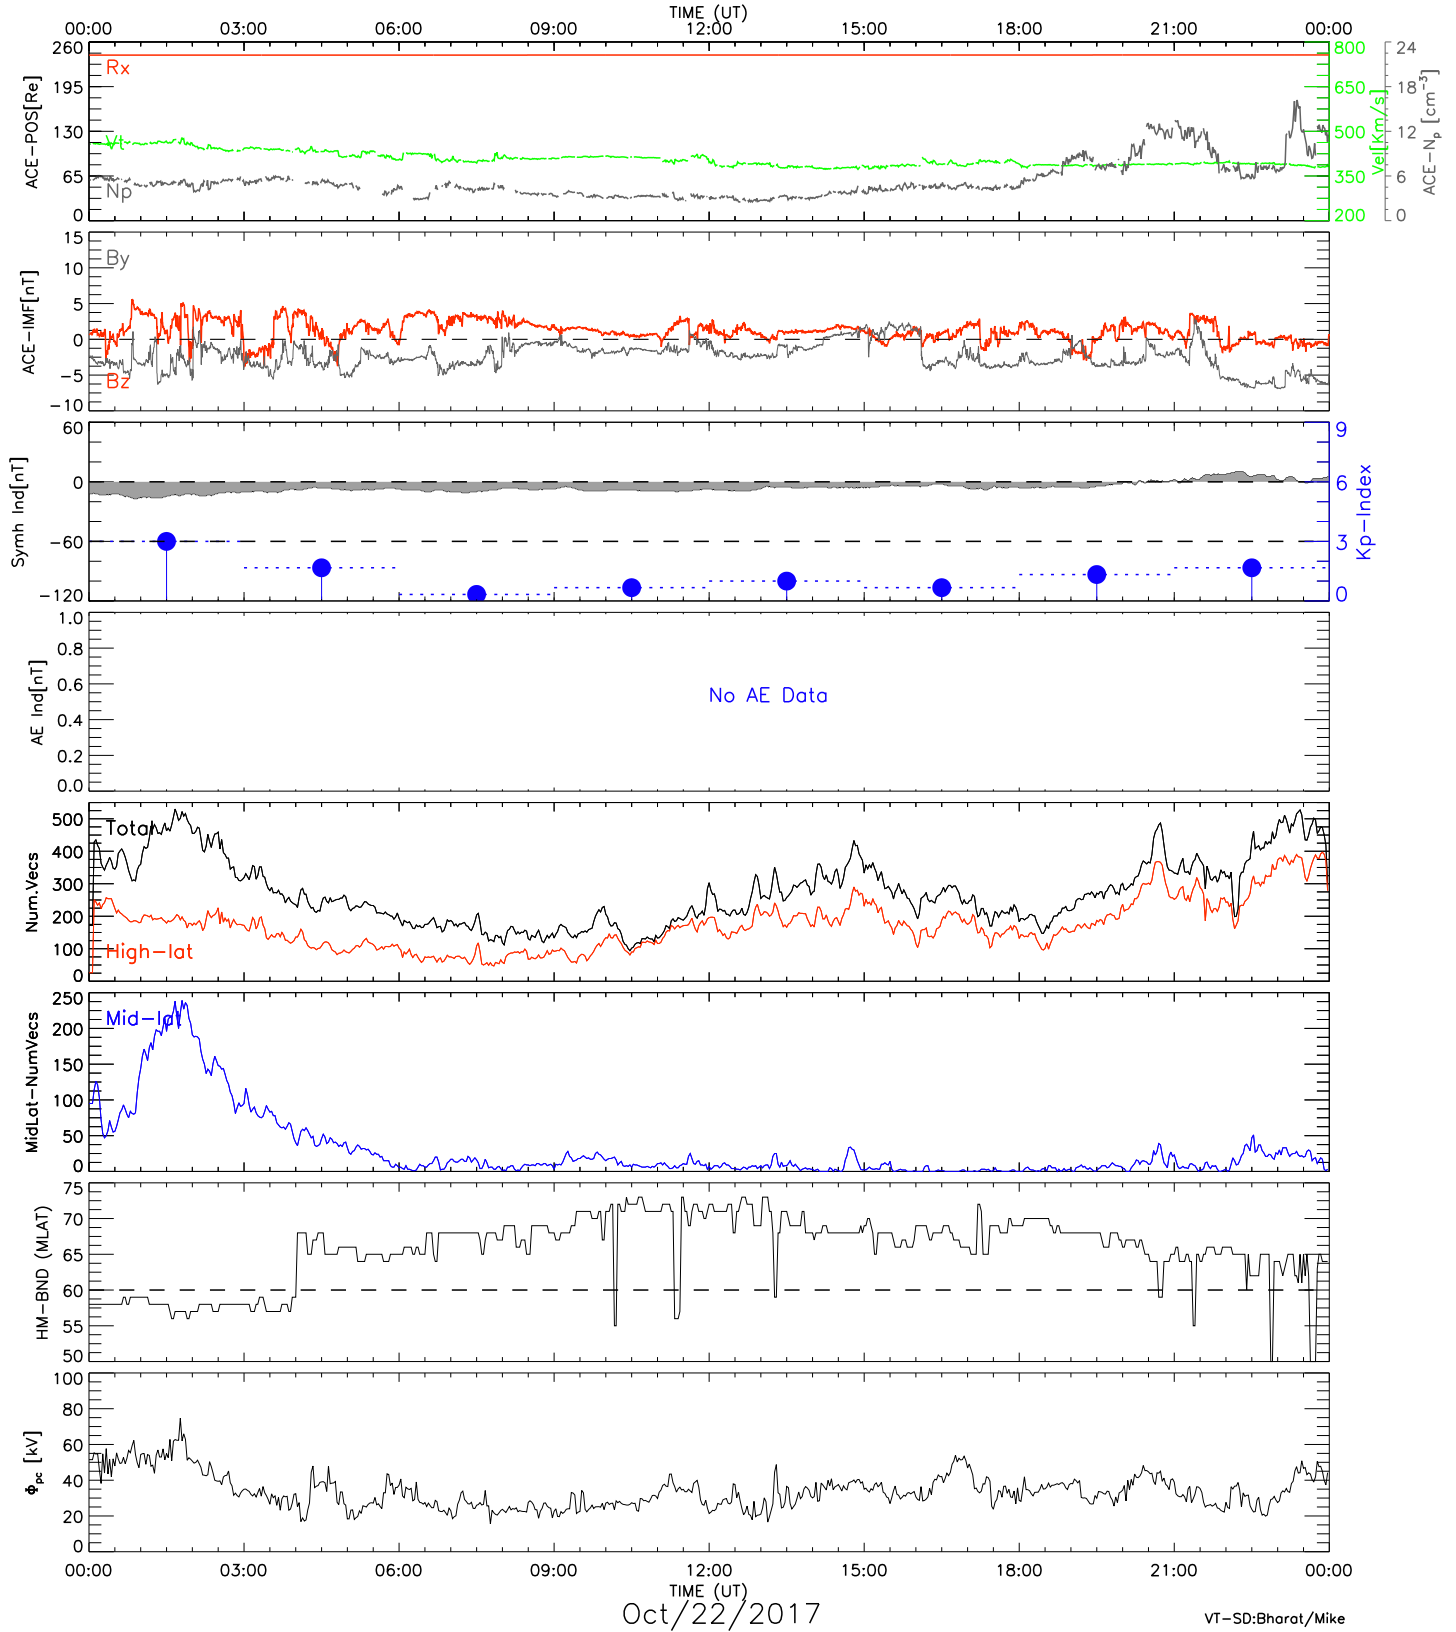 TIME (UT)
00:00 03:00 06:00 09:00 12:00 15:00 18:00 21:00 00:00
ACE-POS[Re]
260
195
130
65
0
Rx
Vt
Np
800
650
500
350
200
Vel[Km/s]
24
18
12
6
0
ACE-Np [cm⁻³]
ACE-IMF[nT]
15
10
5
0
-5
-10
By
Bz
Symh Ind[nT]
60
0
-60
-120
9
6
3
0
Kp-Index
AE Ind[nT]
1.0
0.8
0.6
0.4
0.2
0.0
No AE Data
Num.Vecs
500
400
300
200
100
0
Total
High-lat
MidLat-NumVecs
250
200
150
100
50
0
Mid-lat
HM-BND (MLAT)
75
70
65
60
55
50
Φpc [kV]
100
80
60
40
20
0
00:00 03:00 06:00 09:00 12:00 15:00 18:00 21:00 00:00
TIME (UT)
Oct/22/2017
VT-SD:Bharat/Mike